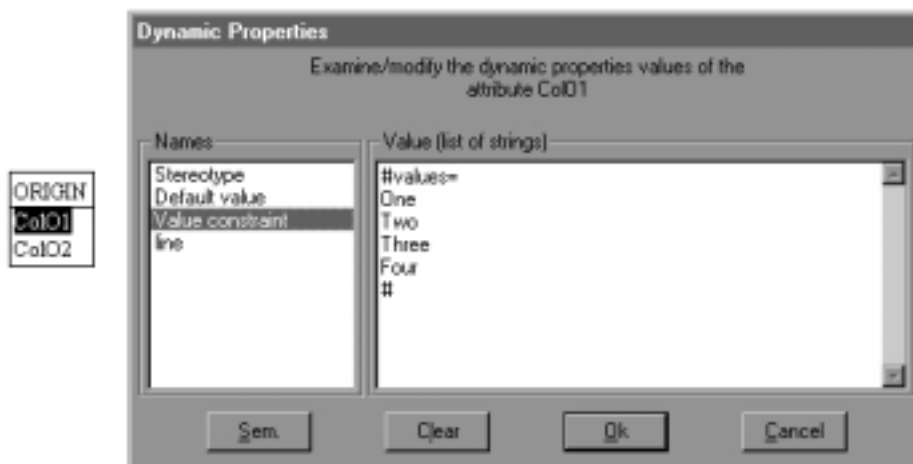 ORIGIN
ColO1
ColO2
Dynamic Properties
Examine/modify the dynamic properties values of the
attribute ColO1
Names
Stereotype
Default value
Value constraint
line
Value (list of strings)
#values=
One
Two
Three
Four
#
Sem.
Clear
Ok
Cancel